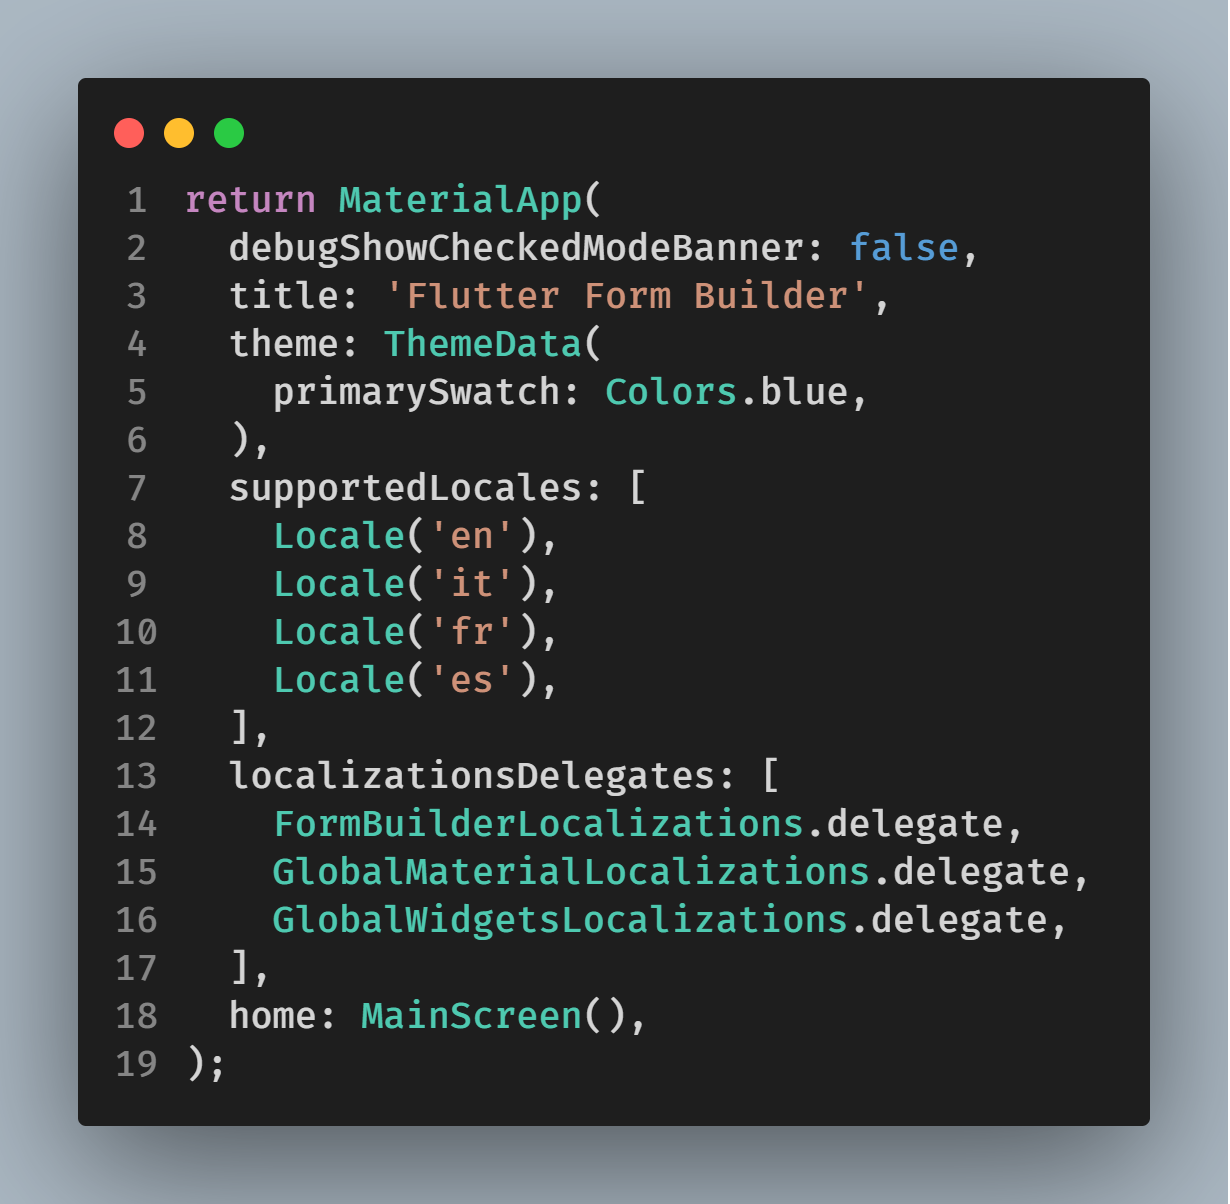 1 return MaterialApp(
2   debugShowCheckedModeBanner: false,
3   title: 'Flutter Form Builder',
4   theme: ThemeData(
5     primarySwatch: Colors.blue,
6   ),
7   supportedLocales: [
8     Locale('en'),
9     Locale('it'),
10     Locale('fr'),
11     Locale('es'),
12   ],
13   localizationsDelegates: [
14     FormBuilderLocalizations.delegate,
15     GlobalMaterialLocalizations.delegate,
16     GlobalWidgetsLocalizations.delegate,
17   ],
18   home: MainScreen(),
19 );